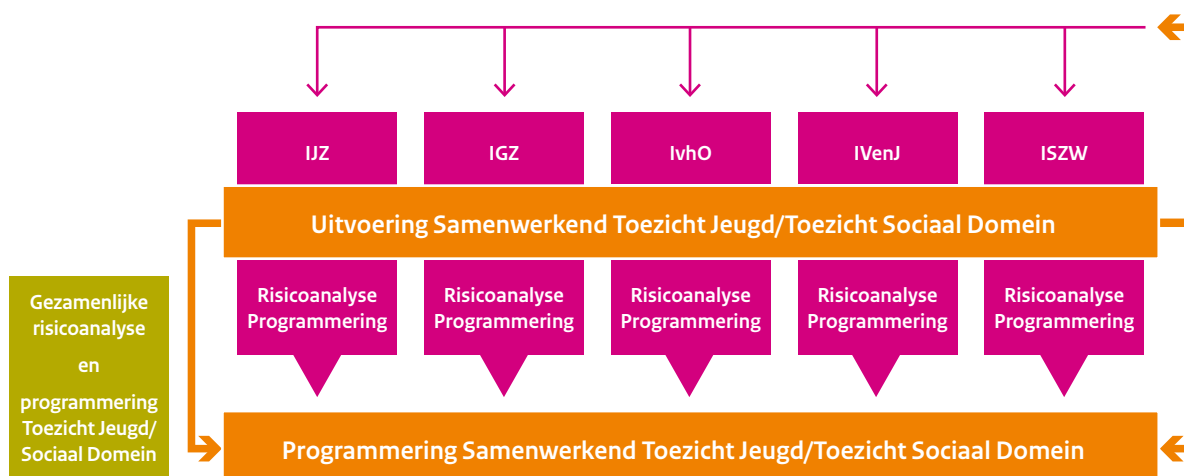 IJZ
IGZ
IvhO
IVenJ
ISZW
Uitvoering Samenwerkend Toezicht Jeugd/Toezicht Sociaal Domein
Gezamenlijke
risicoanalyse
en
programmering
Toezicht Jeugd/
Sociaal Domein
Risicoanalyse
Programmering
Risicoanalyse
Programmering
Risicoanalyse
Programmering
Risicoanalyse
Programmering
Risicoanalyse
Programmering
Programmering Samenwerkend Toezicht Jeugd/Toezicht Sociaal Domein